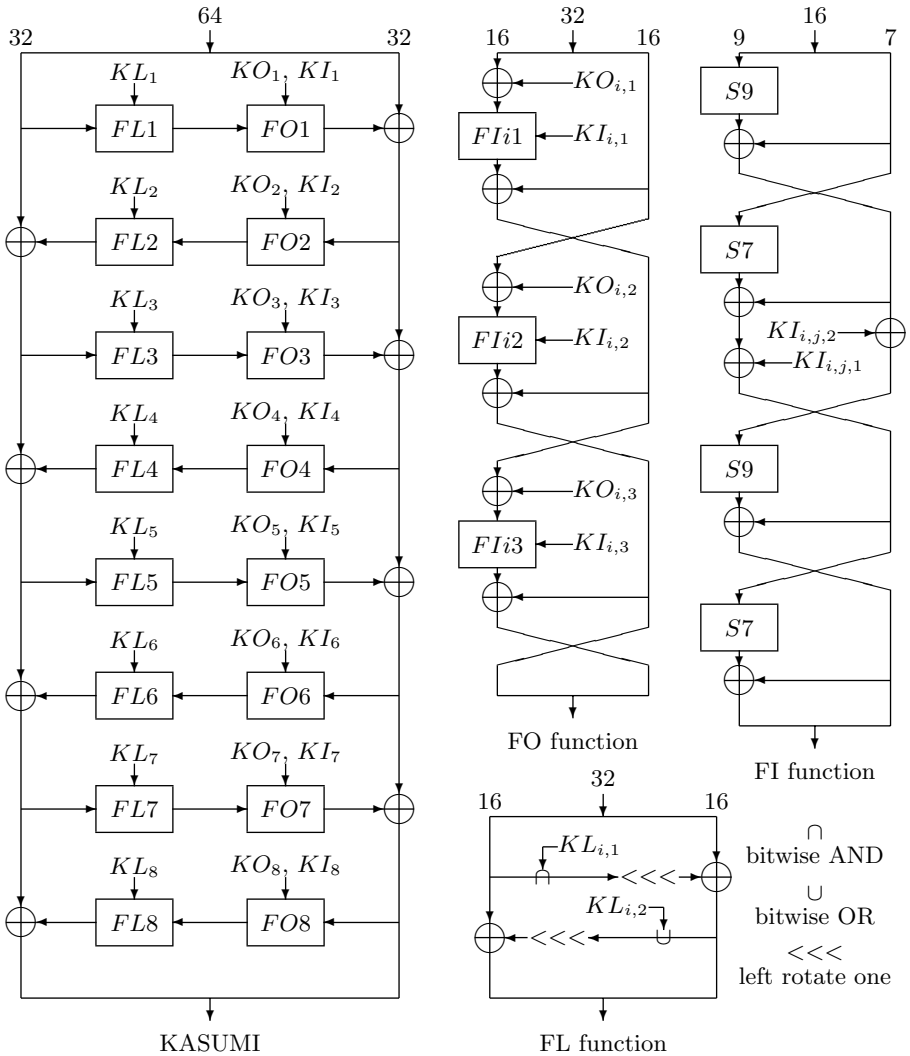 64
32 32
KL₁ KO₁, KI₁
FL1 FO1
KL₂ KO₂, KI₂
FL2 FO2
KL₃ KO₃, KI₃
FL3 FO3
KL₄ KO₄, KI₄
FL4 FO4
KL₅ KO₅, KI₅
FL5 FO5
KL₆ KO₆, KI₆
FL6 FO6
KL₇ KO₇, KI₇
FL7 FO7
KL₈ KO₈, KI₈
FL8 FO8
KASUMI
32
16 16
KOᵢ,₁
FIi1 KIᵢ,₁
KOᵢ,₂
FIi2 KIᵢ,₂
KOᵢ,₃
FIi3 KIᵢ,₃
FO function
16
9 7
S9
S7
KIᵢ,ⱼ,₂
KIᵢ,ⱼ,₁
S9
S7
FI function
32
16 16
KLᵢ,₁
∩ <<<
KLᵢ,₂
<<< ∪
FL function
∩
bitwise AND
∪
bitwise OR
<<<
left rotate one